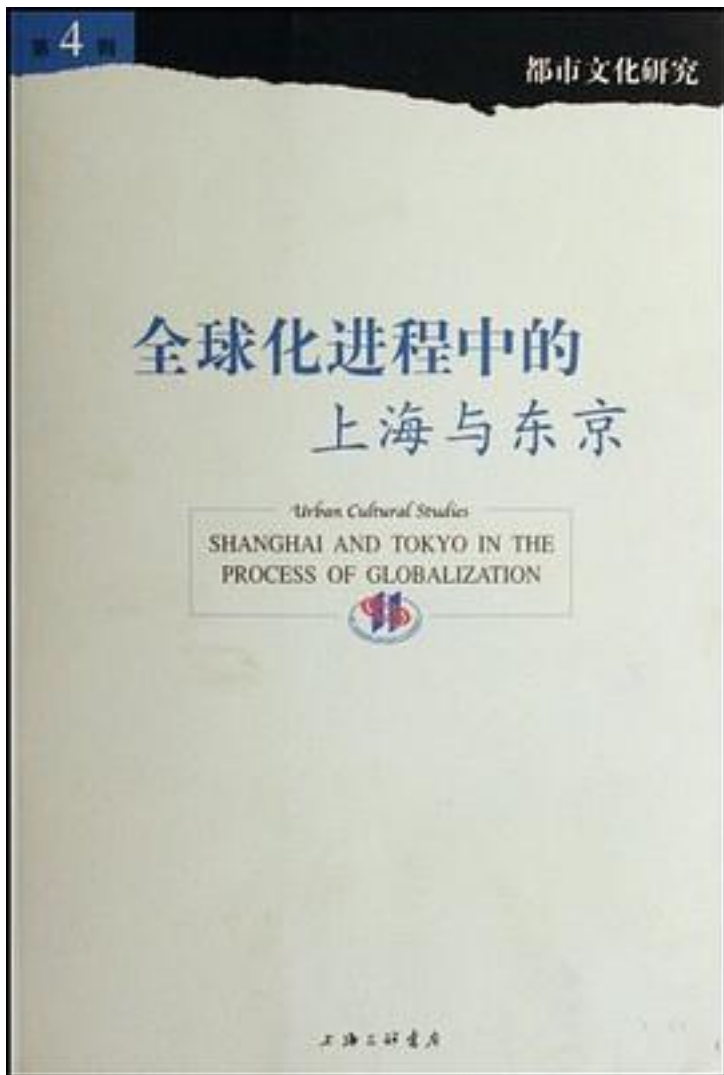 第 4 辑
都市文化研究
全球化进程中的
上海与东京
Urban Cultural Studies
SHANGHAI AND TOKYO IN THE
PROCESS OF GLOBALIZATION
上海三联书店